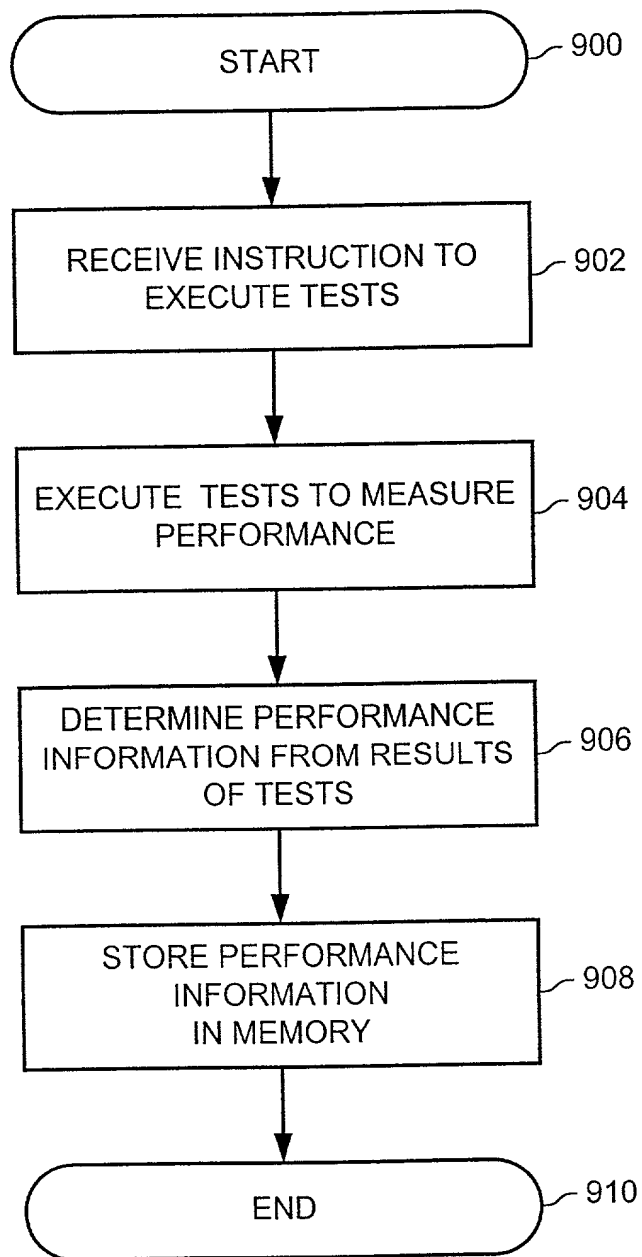 START
900
RECEIVE INSTRUCTION TO
EXECUTE TESTS
902
EXECUTE TESTS TO MEASURE
PERFORMANCE
904
DETERMINE PERFORMANCE
INFORMATION FROM RESULTS
OF TESTS
906
STORE PERFORMANCE
INFORMATION
IN MEMORY
908
END
910